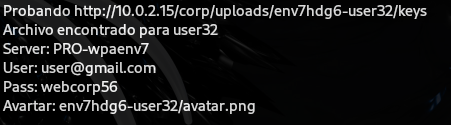 Probando http://10.0.2.15/corp/uploads/env7hdg6-user32/keys
Archivo encontrado para user32
Server: PRO-wpaenv7
User: user@gmail.com
Pass: webcorp56
Avartar: env7hdg6-user32/avatar.png